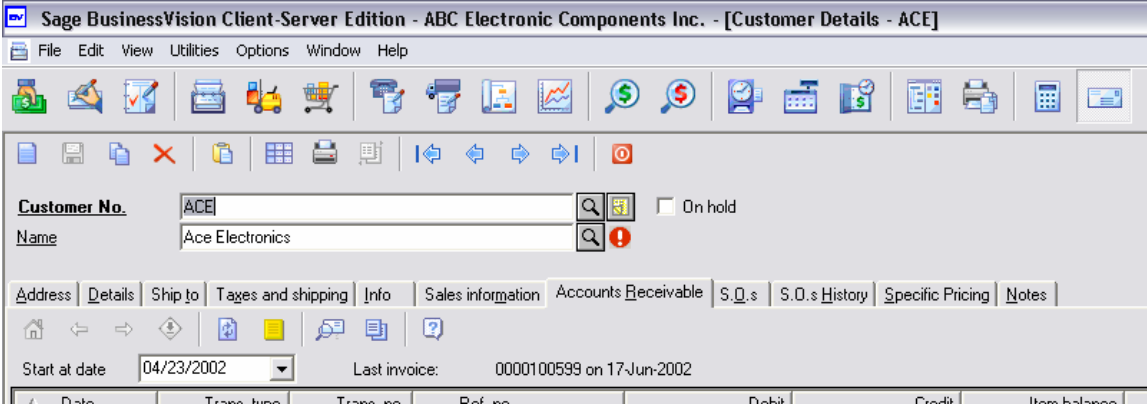 Sage BusinessVision Client-Server Edition - ABC Electronic Components Inc. - [Customer Details - ACE]
File Edit View Utilities Options Window Help
Customer No. ACE On hold
Name Ace Electronics
Address Details Ship to Taxes and shipping Info Sales information Accounts Receivable S.O.s S.O.s History Specific Pricing Notes
Start at date 04/23/2002 Last invoice: 0000100599 on 17-Jun-2002
Date Trans. type Trans. no. Ref. no. Debit Credit Item balance